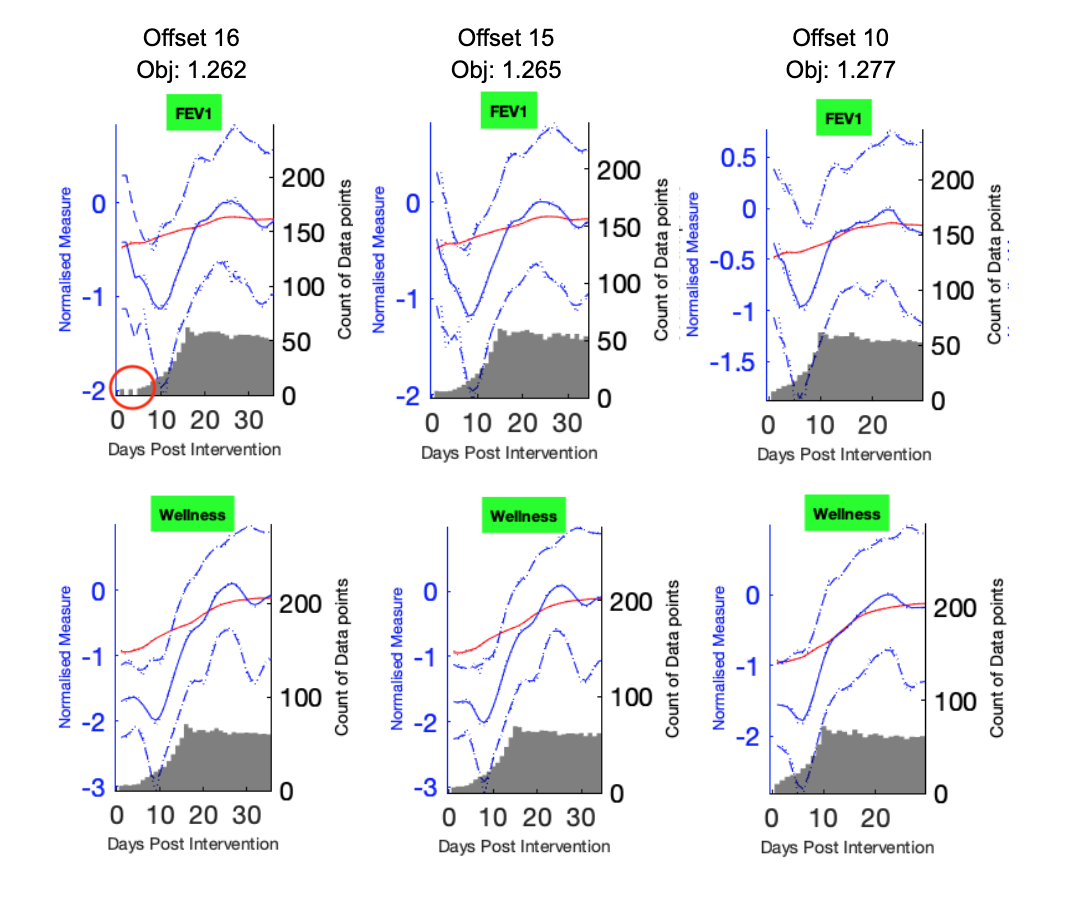 Offset 16
Obj: 1.262
Offset 15
Obj: 1.265
Offset 10
Obj: 1.277
FEV1
Normalised Measure
0
-1
-2
200
150
100
50
0
Count of Data points
0 10 20 30
Days Post Intervention
FEV1
Normalised Measure
0
-1
-2
200
150
100
50
0
Count of Data points
0 10 20 30
Days Post Intervention
FEV1
Normalised Measure
0.5
0
-0.5
-1
-1.5
200
150
100
50
0
Count of Data points
0 10 20
Days Post Intervention
Wellness
Normalised Measure
0
-1
-2
-3
200
100
0
Count of Data points
0 10 20 30
Days Post Intervention
Wellness
Normalised Measure
0
-1
-2
-3
200
100
0
Count of Data points
0 10 20 30
Days Post Intervention
Wellness
Normalised Measure
0
-1
-2
200
100
0
Count of Data points
0 10 20
Days Post Intervention